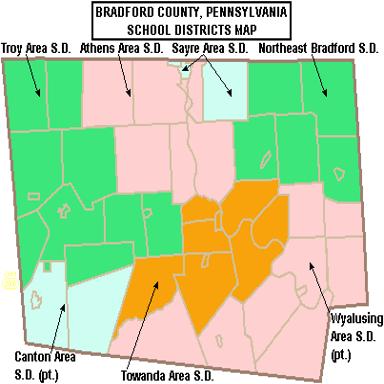 BRADFORD COUNTY, PENNSYLVANIA
SCHOOL DISTRICTS MAP
Troy Area S.D.
Athens Area S.D.
Sayre Area S.D.
Northeast Bradford S.D.
Wyalusing
Area S.D.
(pt.)
Canton Area
S.D. (pt.)
Towanda Area S.D.